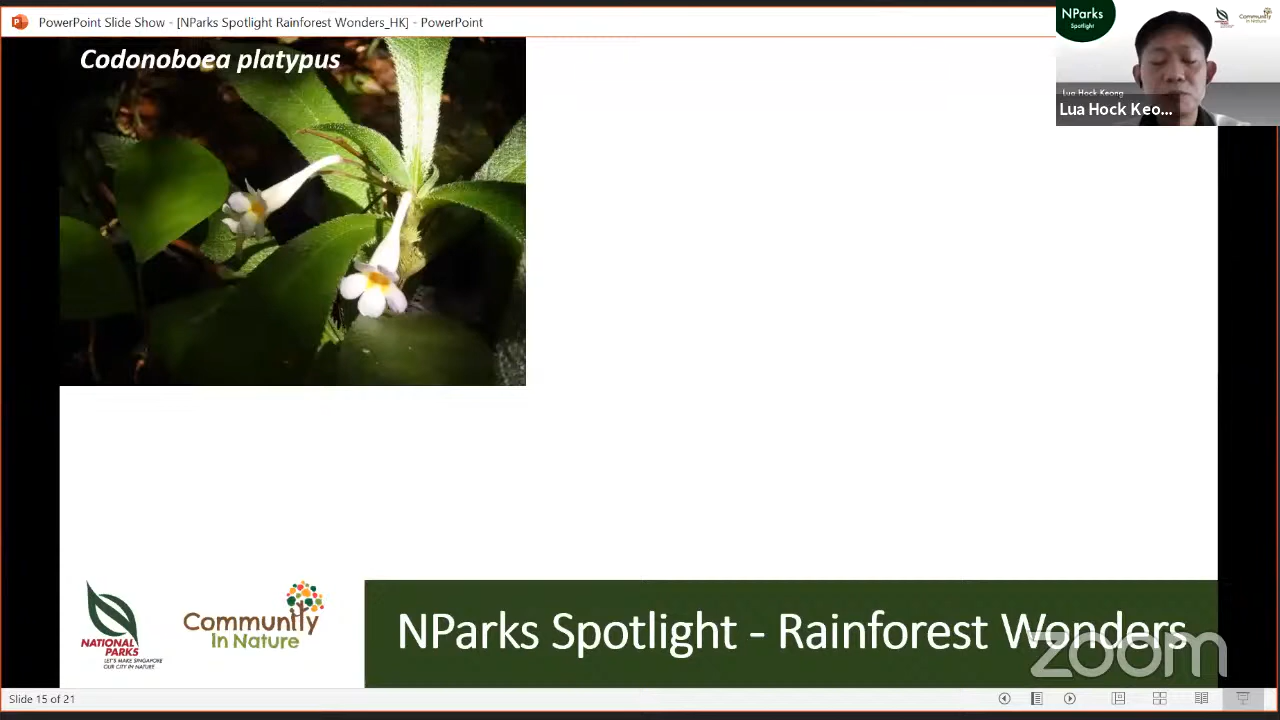 PowerPoint Slide Show - [NParks Spotlight Rainforest Wonders_HK] - PowerPoint
NParks
Spotlight
Community
in Nature
Lua Hock Keong
Lua Hock Keo...
Codonoboea platypus
NATIONAL
PARKS
LET'S MAKE SINGAPORE
OUR CITY IN NATURE
Community
in Nature
NParks Spotlight - Rainforest Wonders
zoom
Slide 15 of 21